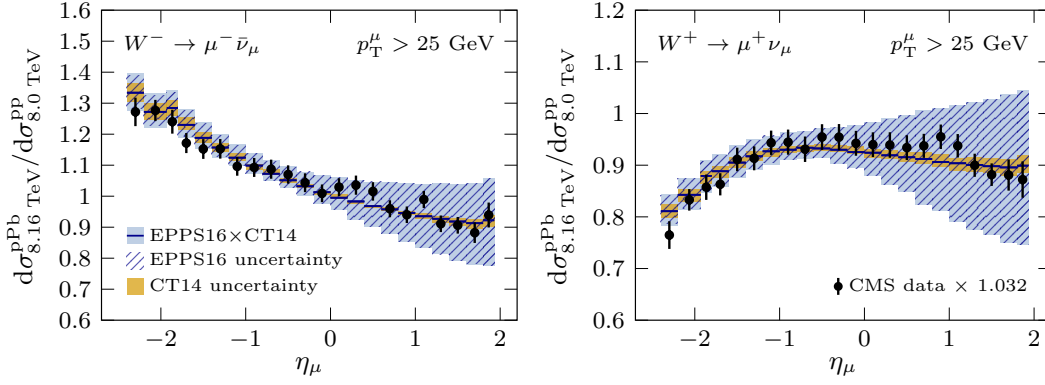 W⁻ → μ⁻ ν̄_μ
p_T^μ > 25 GeV
1.6
1.5
1.4
1.3
1.2
1.1
1
0.9
0.8
0.7
0.6
dσ^pPb_8.16 TeV/dσ^pp_8.0 TeV
EPPS16×CT14
EPPS16 uncertainty
CT14 uncertainty
−2 −1 0 1 2
η_μ
W⁺ → μ⁺ ν_μ
p_T^μ > 25 GeV
1.2
1.1
1
0.9
0.8
0.7
0.6
dσ^pPb_8.16 TeV/dσ^pp_8.0 TeV
CMS data × 1.032
−2 −1 0 1 2
η_μ